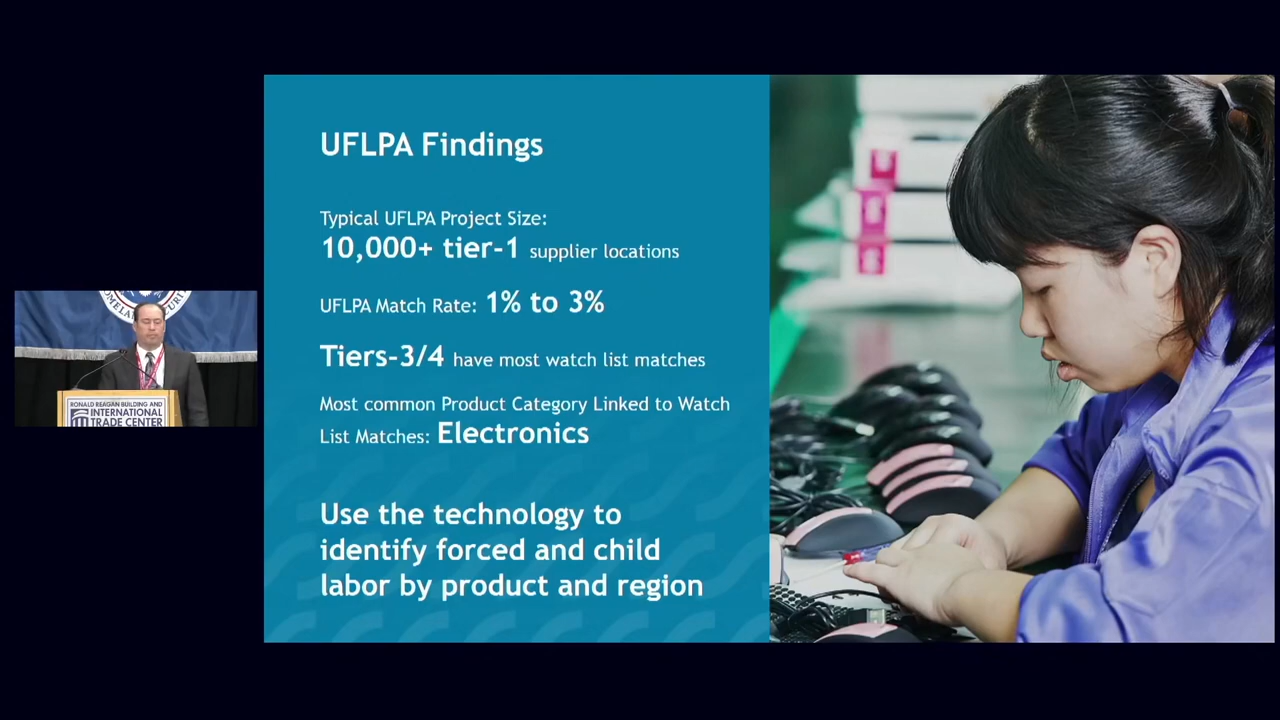 UFLPA Findings
Typical UFLPA Project Size:
10,000+ tier-1 supplier locations
UFLPA Match Rate: 1% to 3%
Tiers-3/4 have most watch list matches
Most common Product Category Linked to Watch
List Matches: Electronics
Use the technology to
identify forced and child
labor by product and region
RONALD REAGAN BUILDING AND
INTERNATIONAL
TRADE CENTER